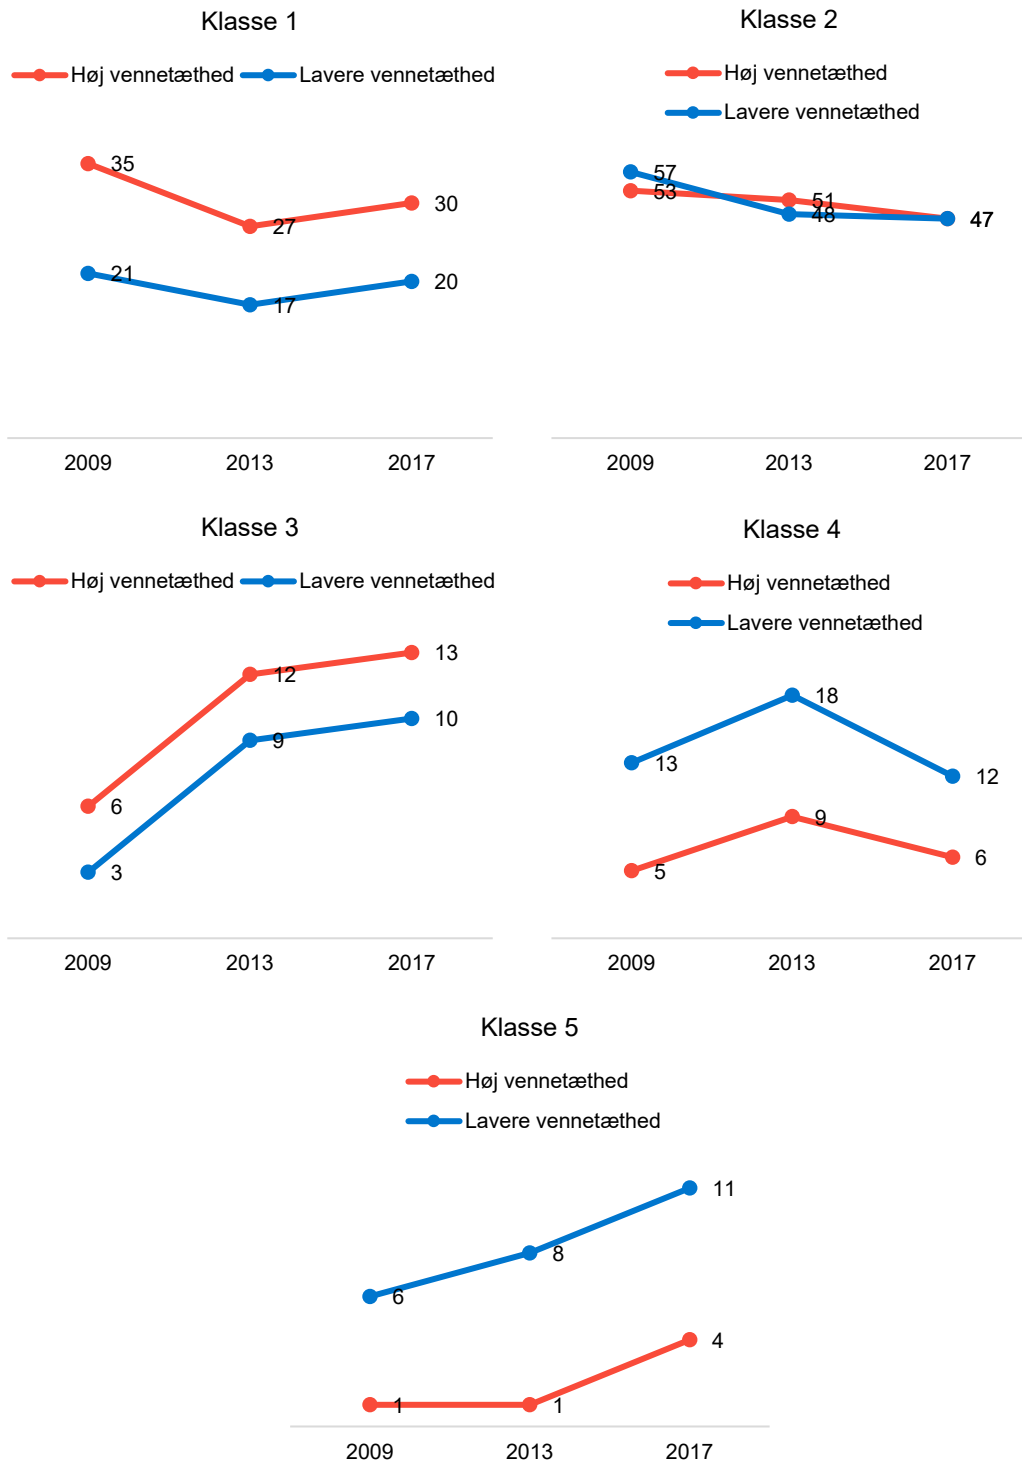 Klasse 1
Høj vennetæthed Lavere vennetæthed
35
27
30
21
17
20
2009 2013 2017
Klasse 2
Høj vennetæthed
Lavere vennetæthed
57
53
51
48
47
2009 2013 2017
Klasse 3
Høj vennetæthed Lavere vennetæthed
13
12
10
9
6
3
2009 2013 2017
Klasse 4
Høj vennetæthed
Lavere vennetæthed
18
13
12
9
5
6
2009 2013 2017
Klasse 5
Høj vennetæthed
Lavere vennetæthed
11
8
6
4
1 1
2009 2013 2017